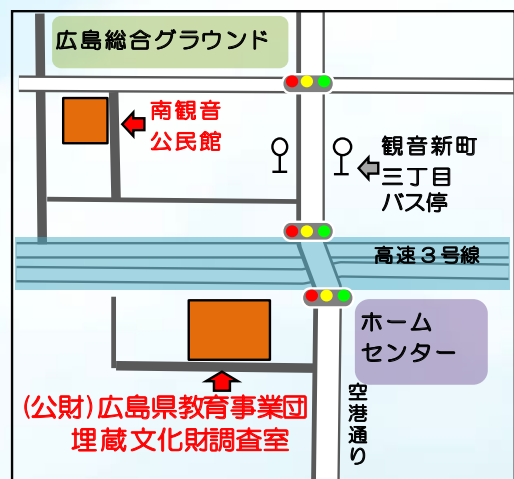 広島総合グラウンド
南観音
公民館
観音新町
三丁目
バス停
高速３号線
ホーム
センター
(公財)広島県教育事業団
埋蔵文化財調査室
空港通り